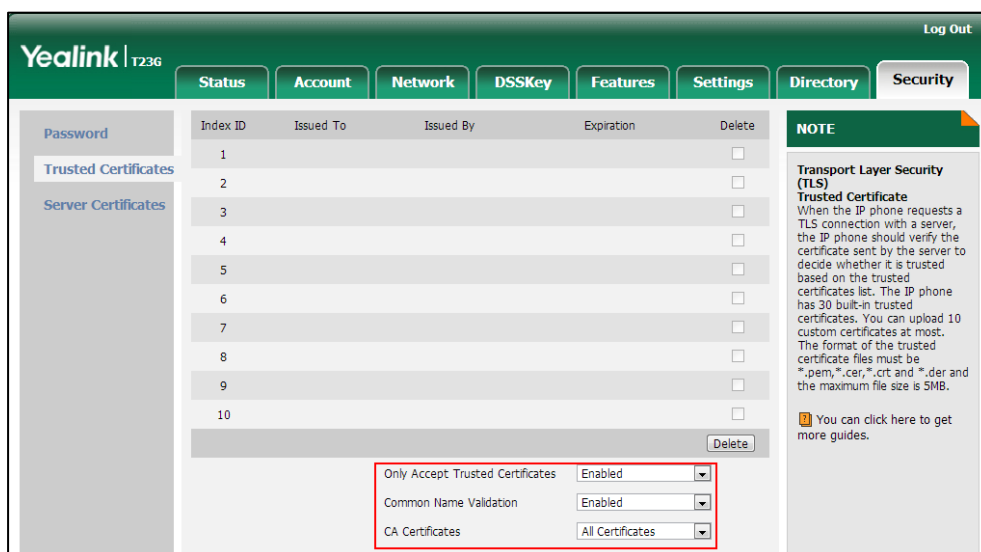 Log Out
Yealink T23G
Status Account Network DSSKey Features Settings Directory Security
Password
Trusted Certificates
Server Certificates
Index ID Issued To Issued By Expiration Delete
1
2
3
4
5
6
7
8
9
10
Delete
Only Accept Trusted Certificates Enabled
Common Name Validation Enabled
CA Certificates All Certificates
NOTE
Transport Layer Security
(TLS)
Trusted Certificate
When the IP phone requests a
TLS connection with a server,
the IP phone should verify the
certificate sent by the server to
decide whether it is trusted
based on the trusted
certificates list. The IP phone
has 30 built-in trusted
certificates. You can upload 10
custom certificates at most.
The format of the trusted
certificate files must be
*.pem,*.cer,*.crt and *.der and
the maximum file size is 5MB.
You can click here to get
more guides.